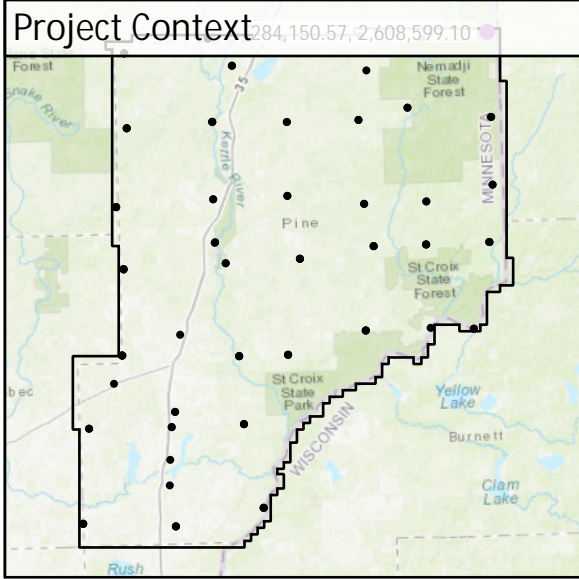 Project Context
284,150.57, 2,608,599.10
Forest
Nemadji
State
Forest
Snake River
35
Kettle
River
MINNESOTA
Pine
St Croix
State
Forest
St Croix
State
Park
Yellow
Lake
WISCONSIN
Burnett
Clam
Lake
Rush